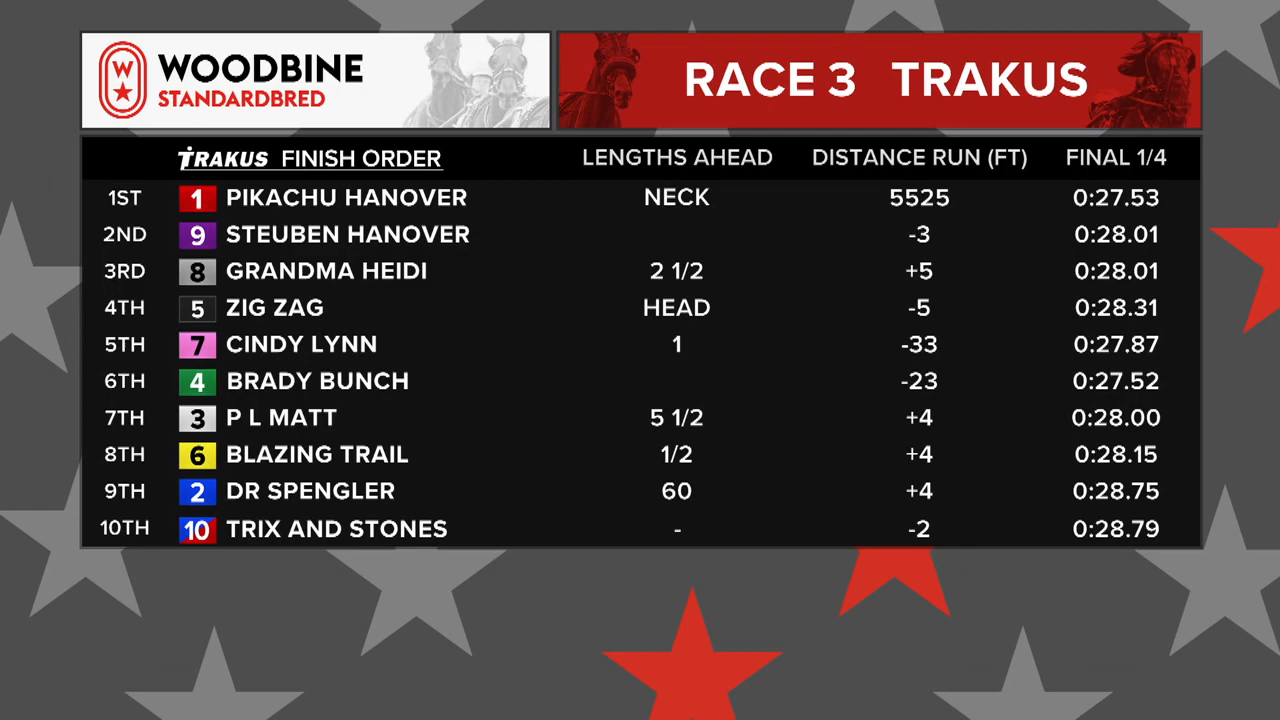 W
WOODBINE
STANDARDBRED
RACE 3 TRAKUS
TRAKUS FINISH ORDER LENGTHS AHEAD DISTANCE RUN (FT) FINAL 1/4
1ST 1 PIKACHU HANOVER NECK 5525 0:27.53
2ND 9 STEUBEN HANOVER -3 0:28.01
3RD 8 GRANDMA HEIDI 2 1/2 +5 0:28.01
4TH 5 ZIG ZAG HEAD -5 0:28.31
5TH 7 CINDY LYNN 1 -33 0:27.87
6TH 4 BRADY BUNCH -23 0:27.52
7TH 3 P L MATT 5 1/2 +4 0:28.00
8TH 6 BLAZING TRAIL 1/2 +4 0:28.15
9TH 2 DR SPENGLER 60 +4 0:28.75
10TH 10 TRIX AND STONES - -2 0:28.79